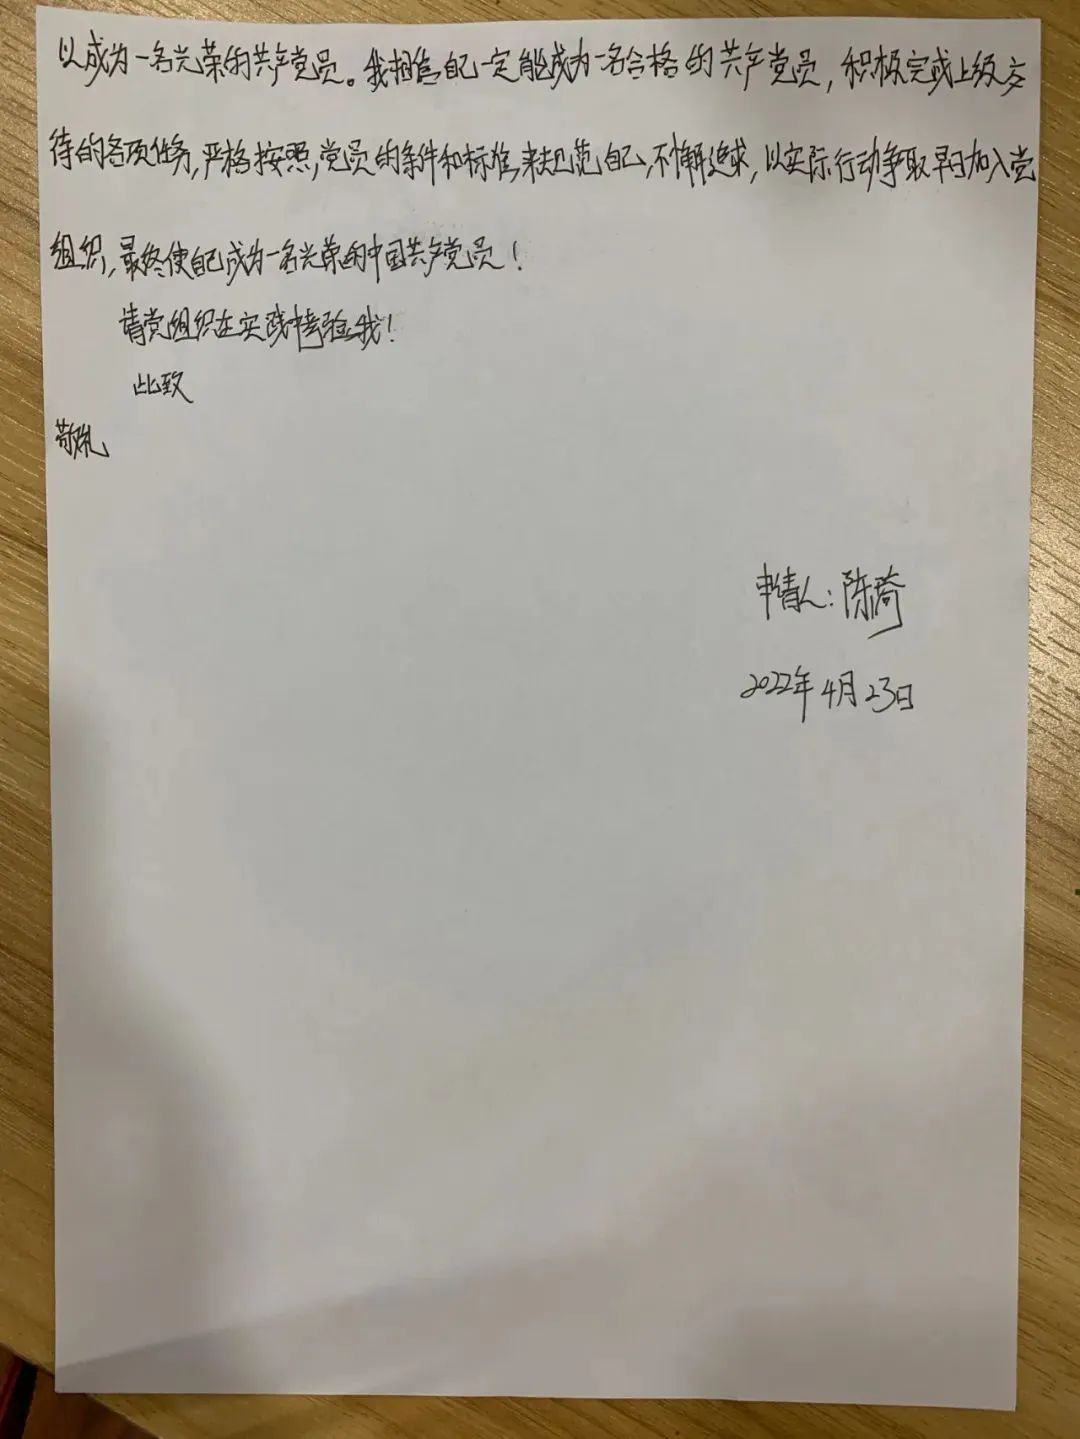 以成为一名光荣的共产党员。我相信自己一定能成为一名合格的共产党员，积极完成上级交
待的各项任务，严格按照，党员的条件和标准，来规范自己，不懈追求，以实际行动争取早日加入党
组织，最终使自己成为一名光荣的中国共产党员！
请党组织在实践中考验我！
此致
敬礼
申请人：陈琦
2022年4月23日